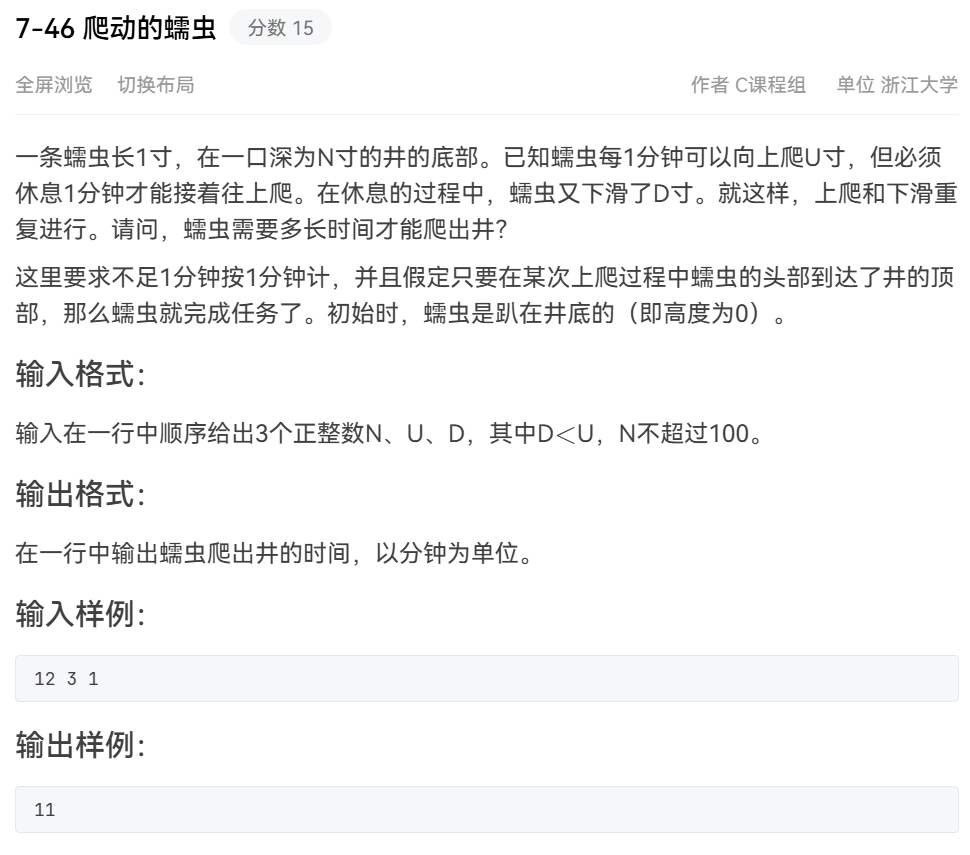 7-46 爬动的蠕虫 分数 15
全屏浏览 切换布局 作者 C课程组 单位 浙江大学
一条蠕虫长1寸，在一口深为N寸的井的底部。已知蠕虫每1分钟可以向上爬U寸，但必须
休息1分钟才能接着往上爬。在休息的过程中，蠕虫又下滑了D寸。就这样，上爬和下滑重
复进行。请问，蠕虫需要多长时间才能爬出井？
这里要求不足1分钟按1分钟计，并且假定只要在某次上爬过程中蠕虫的头部到达了井的顶
部，那么蠕虫就完成任务了。初始时，蠕虫是趴在井底的（即高度为0）。
输入格式：
输入在一行中顺序给出3个正整数N、U、D，其中D<U，N不超过100。
输出格式：
在一行中输出蠕虫爬出井的时间，以分钟为单位。
输入样例：
12 3 1
输出样例：
11